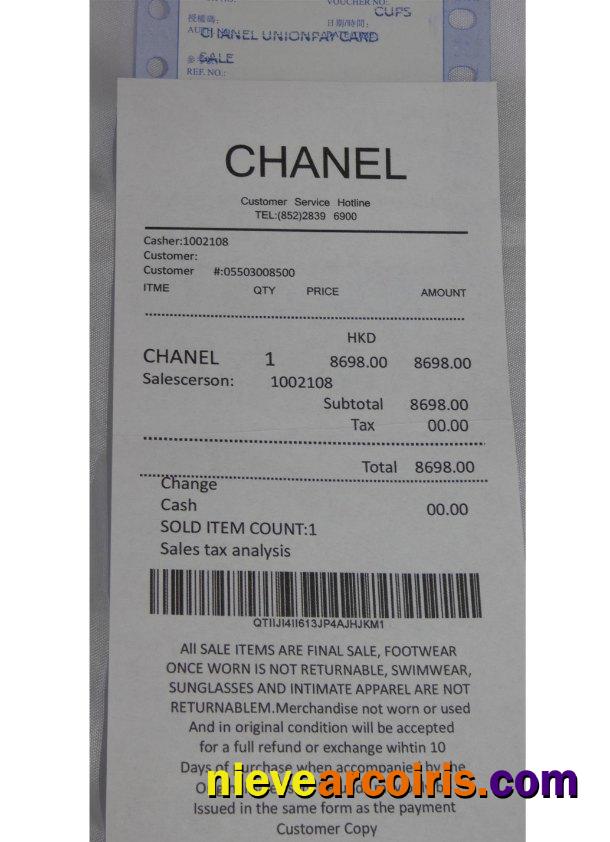 VOUCHER NO.
CUPS
授權碼:
日期/時間:
CHANEL UNIONPAY CARD
SALE
REF. NO.:
CHANEL
Customer Service Hotline
TEL:(852)2839 6900
Casher:1002108
Customer:
Customer #:05503008500
ITME QTY PRICE AMOUNT
HKD
CHANEL 1 8698.00 8698.00
Salescerson: 1002108
Subtotal 8698.00
Tax 00.00
Total 8698.00
Change
Cash 00.00
SOLD ITEM COUNT:1
Sales tax analysis
QTIIJI4II613JP4AJHJKM1
All SALE ITEMS ARE FINAL SALE, FOOTWEAR
ONCE WORN IS NOT RETURNABLE, SWIMWEAR,
SUNGLASSES AND INTIMATE APPAREL ARE NOT
RETURNABLEM.Merchandise not worn or used
And in original condition will be accepted
for a full refund or exchange wihtin 10
Days of purchase when accompanied by the
nievearcoiris.com
Issued in the same form as the payment
Customer Copy